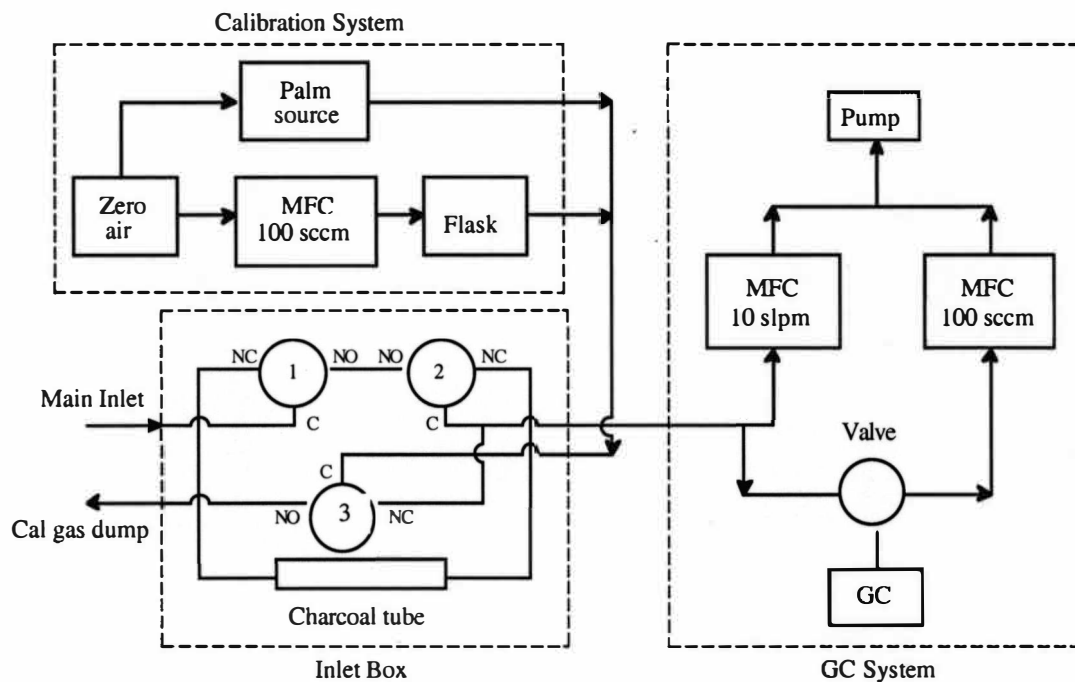 Calibration System
Palm
source
Zero
air
MFC
100 sccm
Flask
Pump
MFC
10 slpm
MFC
100 sccm
Valve
GC
GC System
Main Inlet
Cal gas dump
NC
1
NO
C
NO
2
NC
C
C
NO
3
NC
Charcoal tube
Inlet Box